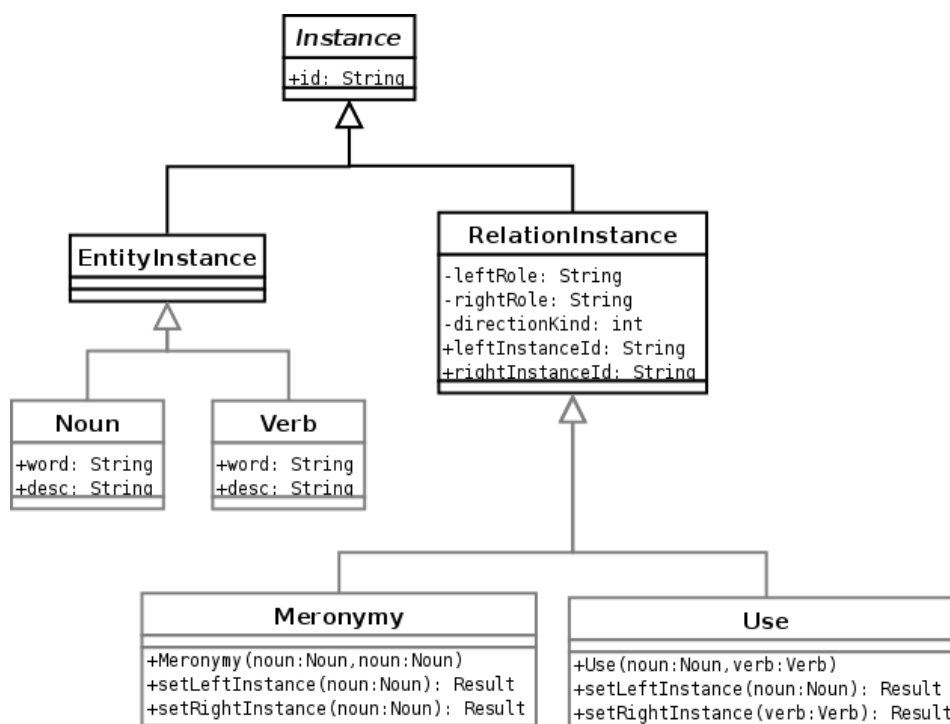 Instance
+id: String
EntityInstance
RelationInstance
-leftRole: String
-rightRole: String
-directionKind: int
+leftInstanceId: String
+rightInstanceId: String
Noun
+word: String
+desc: String
Verb
+word: String
+desc: String
Meronymy
+Meronymy(noun:Noun,noun:Noun)
+setLeftInstance(noun:Noun): Result
+setRightInstance(noun:Noun): Result
Use
+Use(noun:Noun,verb:Verb)
+setLeftInstance(noun:Noun): Result
+setRightInstance(verb:Verb): Result